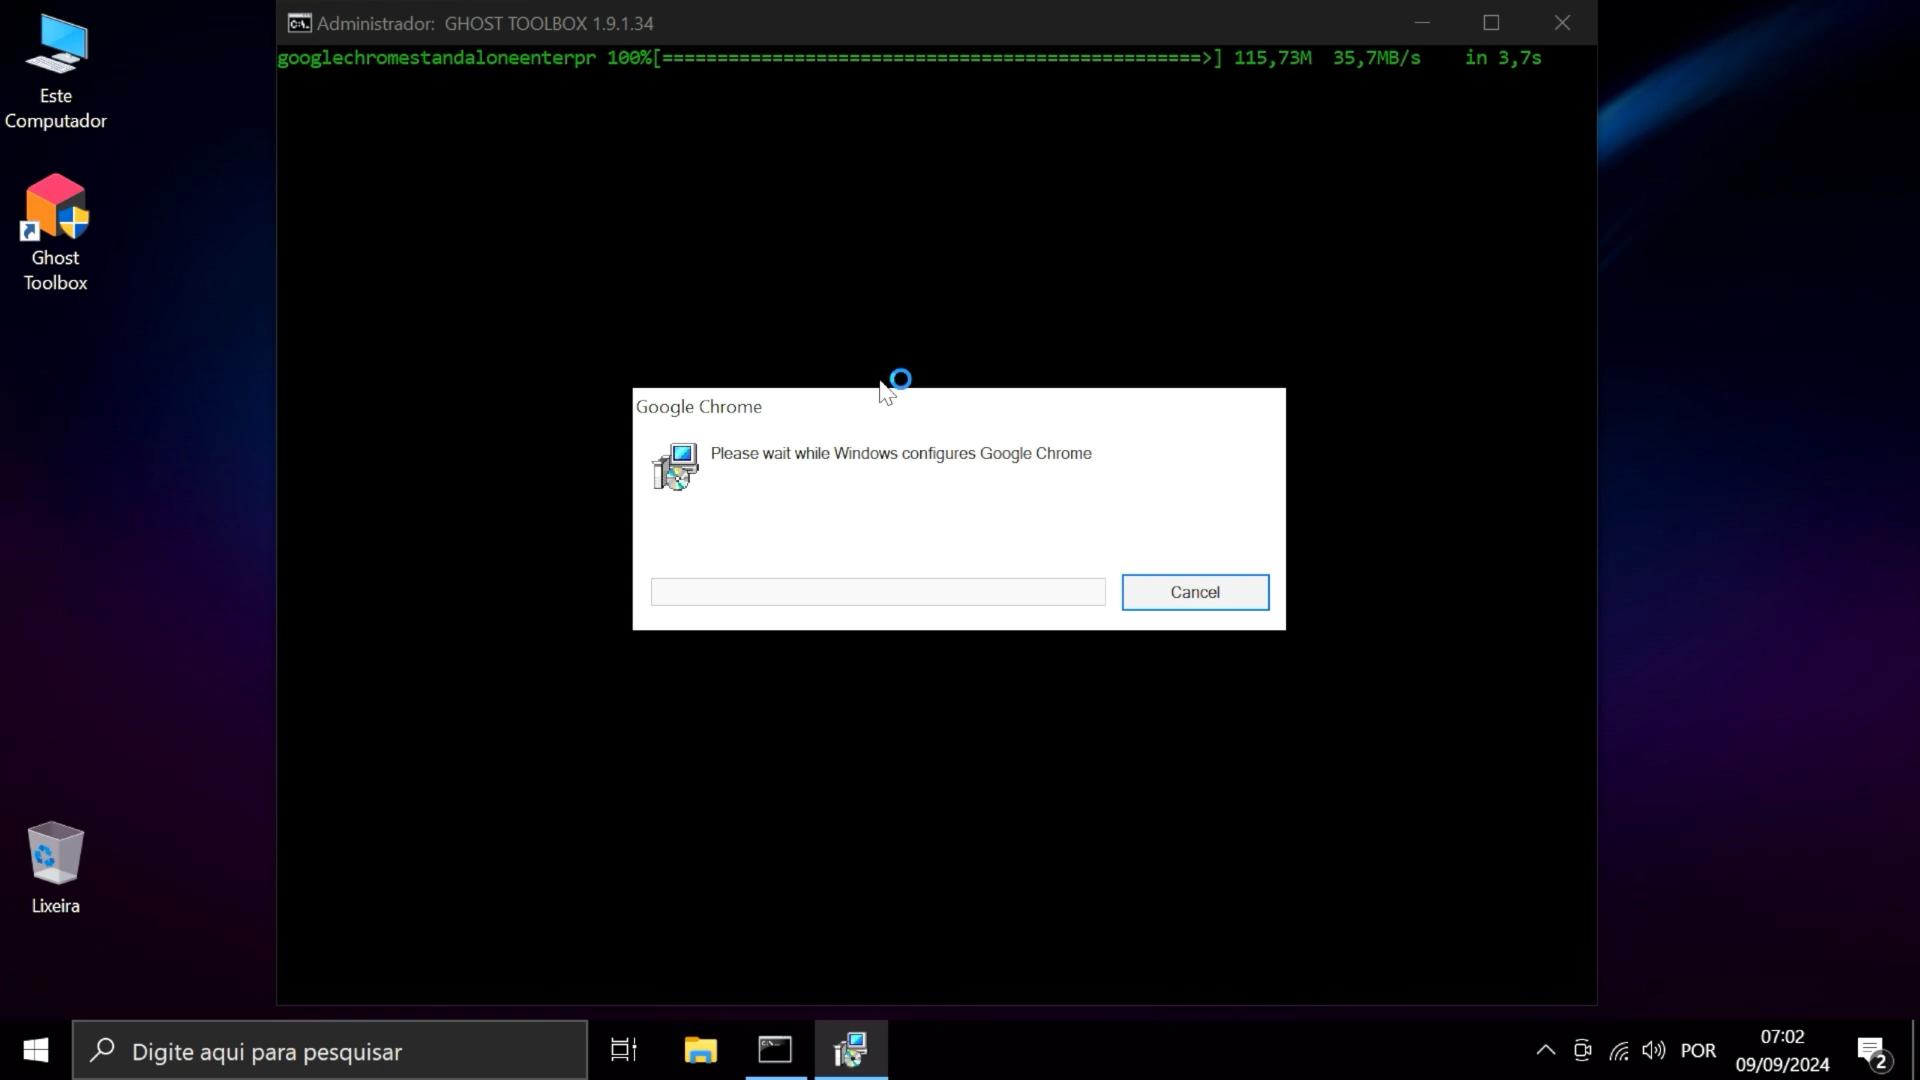 Administrador:  GHOST TOOLBOX 1.9.1.34
googlechromestandaloneenterpr 100%[=================================================>] 115,73M  35,7MB/s    in 3,7s
Este
Computador
Ghost
Toolbox
Google Chrome
Please wait while Windows configures Google Chrome
Cancel
Lixeira
Digite aqui para pesquisar
POR
07:02
09/09/2024
2